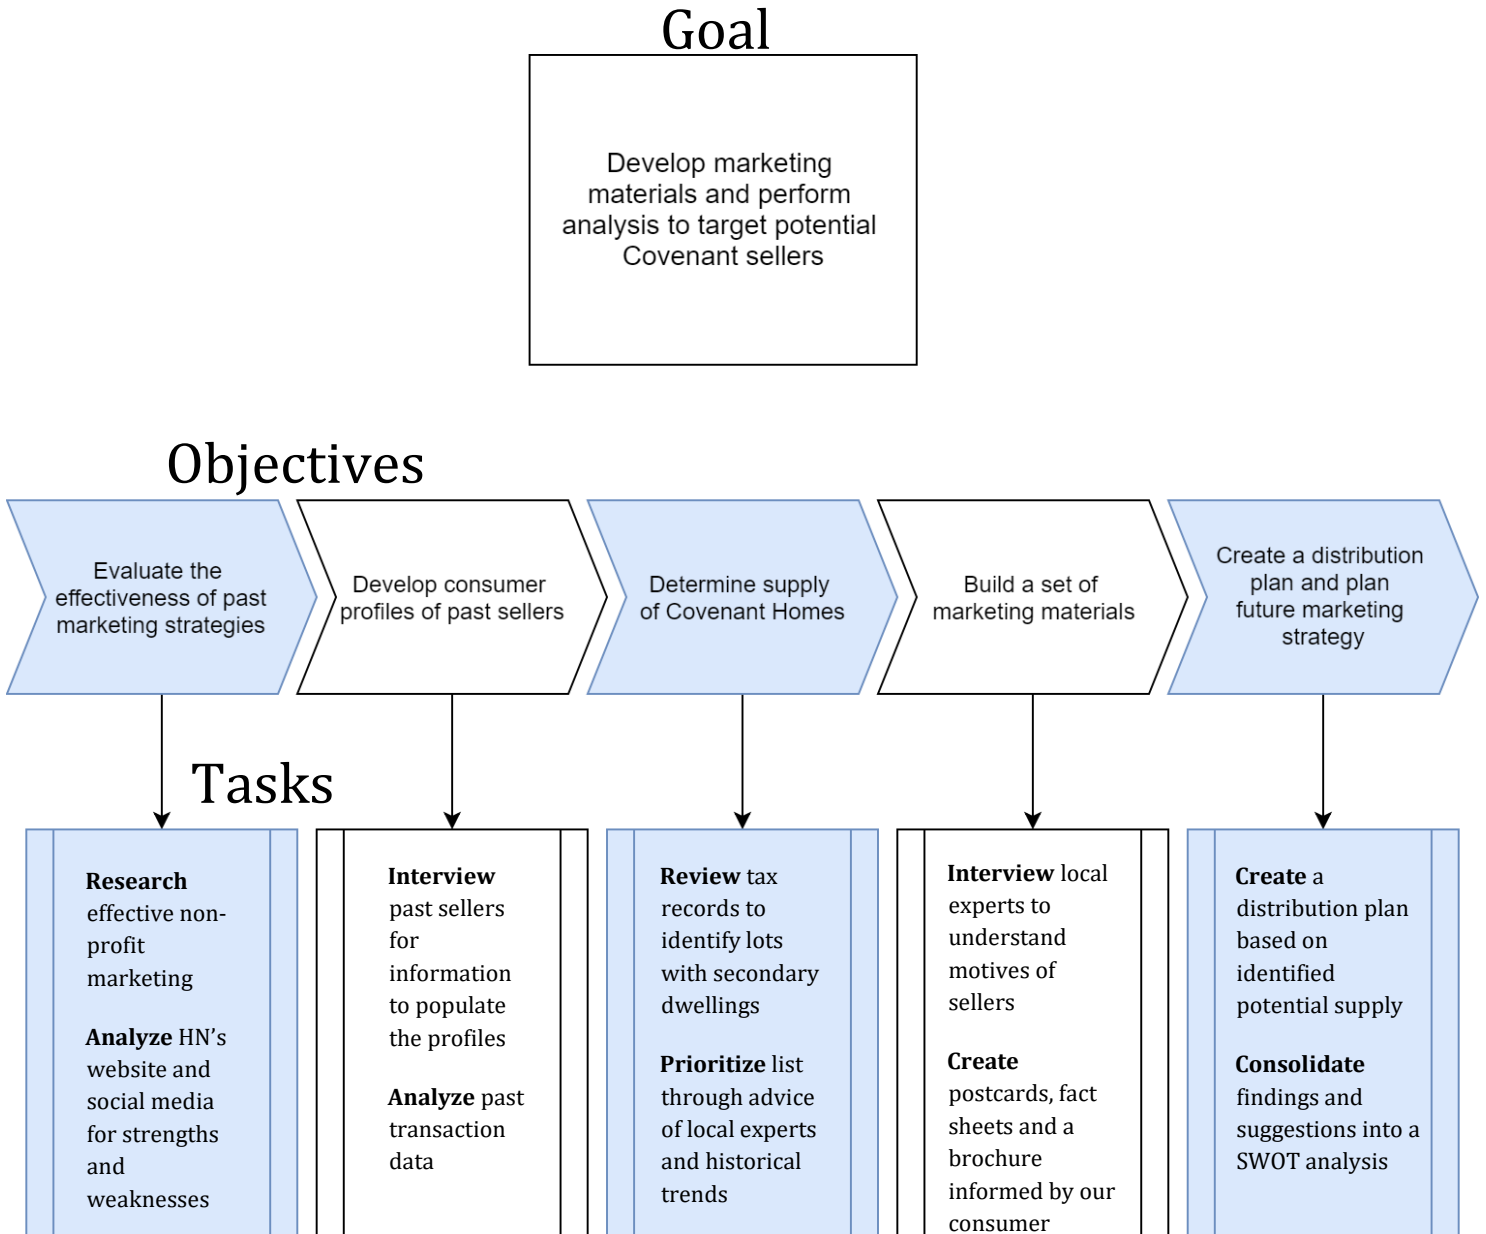 Goal
Develop marketing
materials and perform
analysis to target potential
Covenant sellers
Objectives
Evaluate the
effectiveness of past
marketing strategies
Develop consumer
profiles of past sellers
Determine supply
of Covenant Homes
Build a set of
marketing materials
Create a distribution
plan and plan
future marketing
strategy
Tasks
Research
effective non-
profit
marketing
Analyze HN’s
website and
social media
for strengths
and
weaknesses
Interview
past sellers
for
information
to populate
the profiles
Analyze past
transaction
data
Review tax
records to
identify lots
with secondary
dwellings
Prioritize list
through advice
of local experts
and historical
trends
Interview local
experts to
understand
motives of
sellers
Create
postcards, fact
sheets and a
brochure
informed by our
consumer
Create a
distribution plan
based on
identified
potential supply
Consolidate
findings and
suggestions into a
SWOT analysis